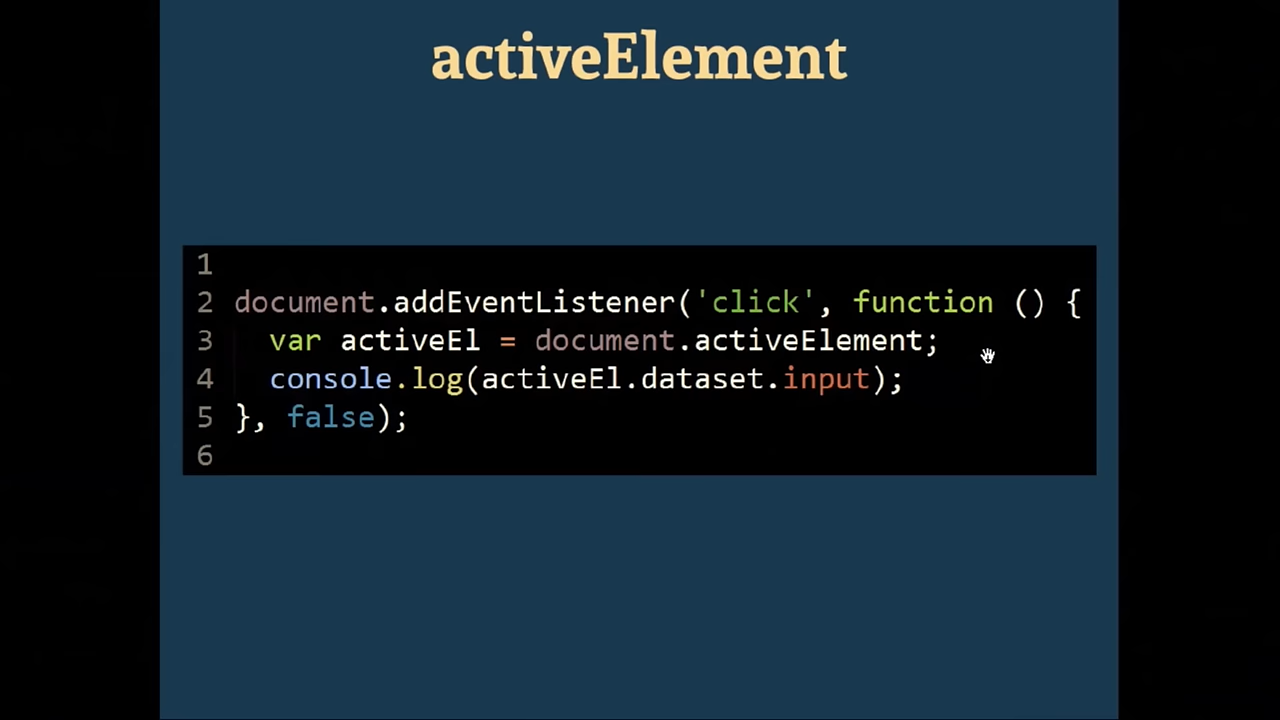 activeElement
1
2 document.addEventListener('click', function () {
3 var activeEl = document.activeElement;
4 console.log(activeEl.dataset.input);
5 }, false);
6